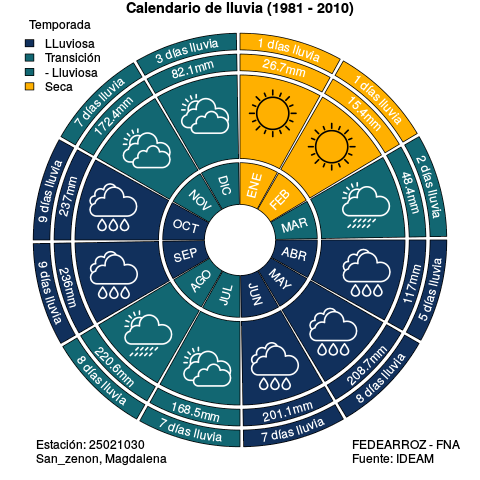 Calendario de lluvia (1981 - 2010)
Temporada
LLuviosa
Transición
- Lluviosa
Seca
1 días lluvia
26.7mm
ENE
1 días lluvia
15.4mm
FEB
2 días lluvia
48.4mm
MAR
5 días lluvia
117mm
ABR
8 días lluvia
208.7mm
MAY
7 días lluvia
201.1mm
JUN
7 días lluvia
168.5mm
JUL
8 días lluvia
220.6mm
AGO
9 días lluvia
236mm
SEP
9 días lluvia
237mm
OCT
7 días lluvia
172.4mm
NOV
3 días lluvia
82.1mm
DIC
Estación: 25021030
San_zenon, Magdalena
FEDEARROZ - FNA
Fuente: IDEAM